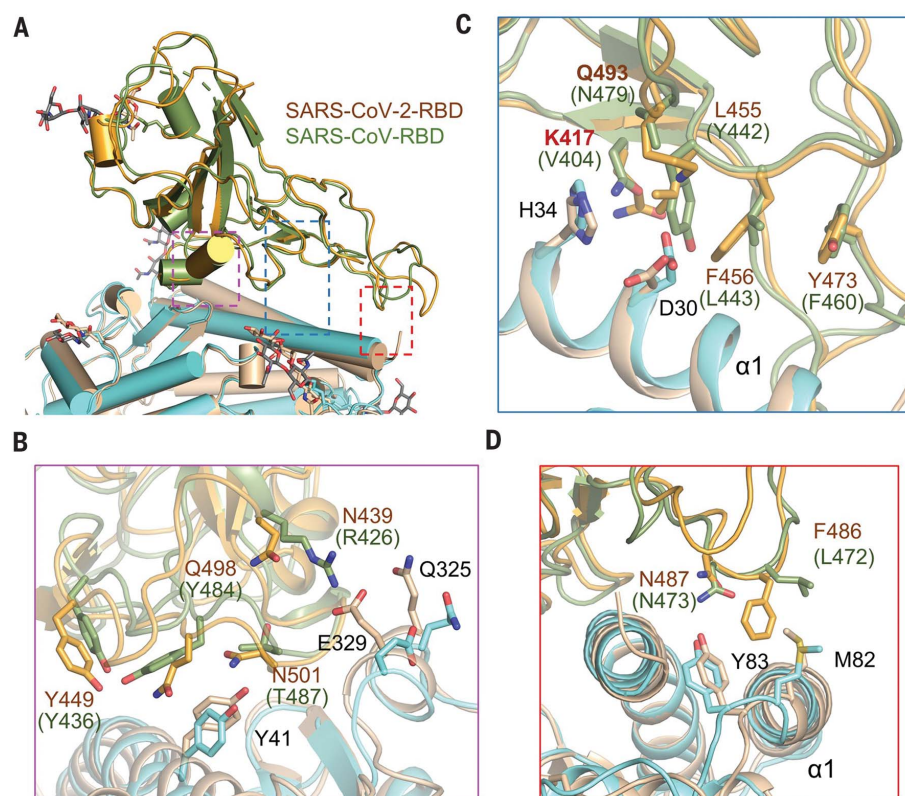 A
SARS-CoV-2-RBD
SARS-CoV-RBD
C
Q493
(N479)
L455
(Y442)
K417
(V404)
H34
D30
F456
(L443)
Y473
(F460)
α1
B
N439
(R426)
Q498
(Y484)
Q325
E329
Y449
(Y436)
N501
(T487)
Y41
D
F486
(L472)
N487
(N473)
Y83
M82
α1